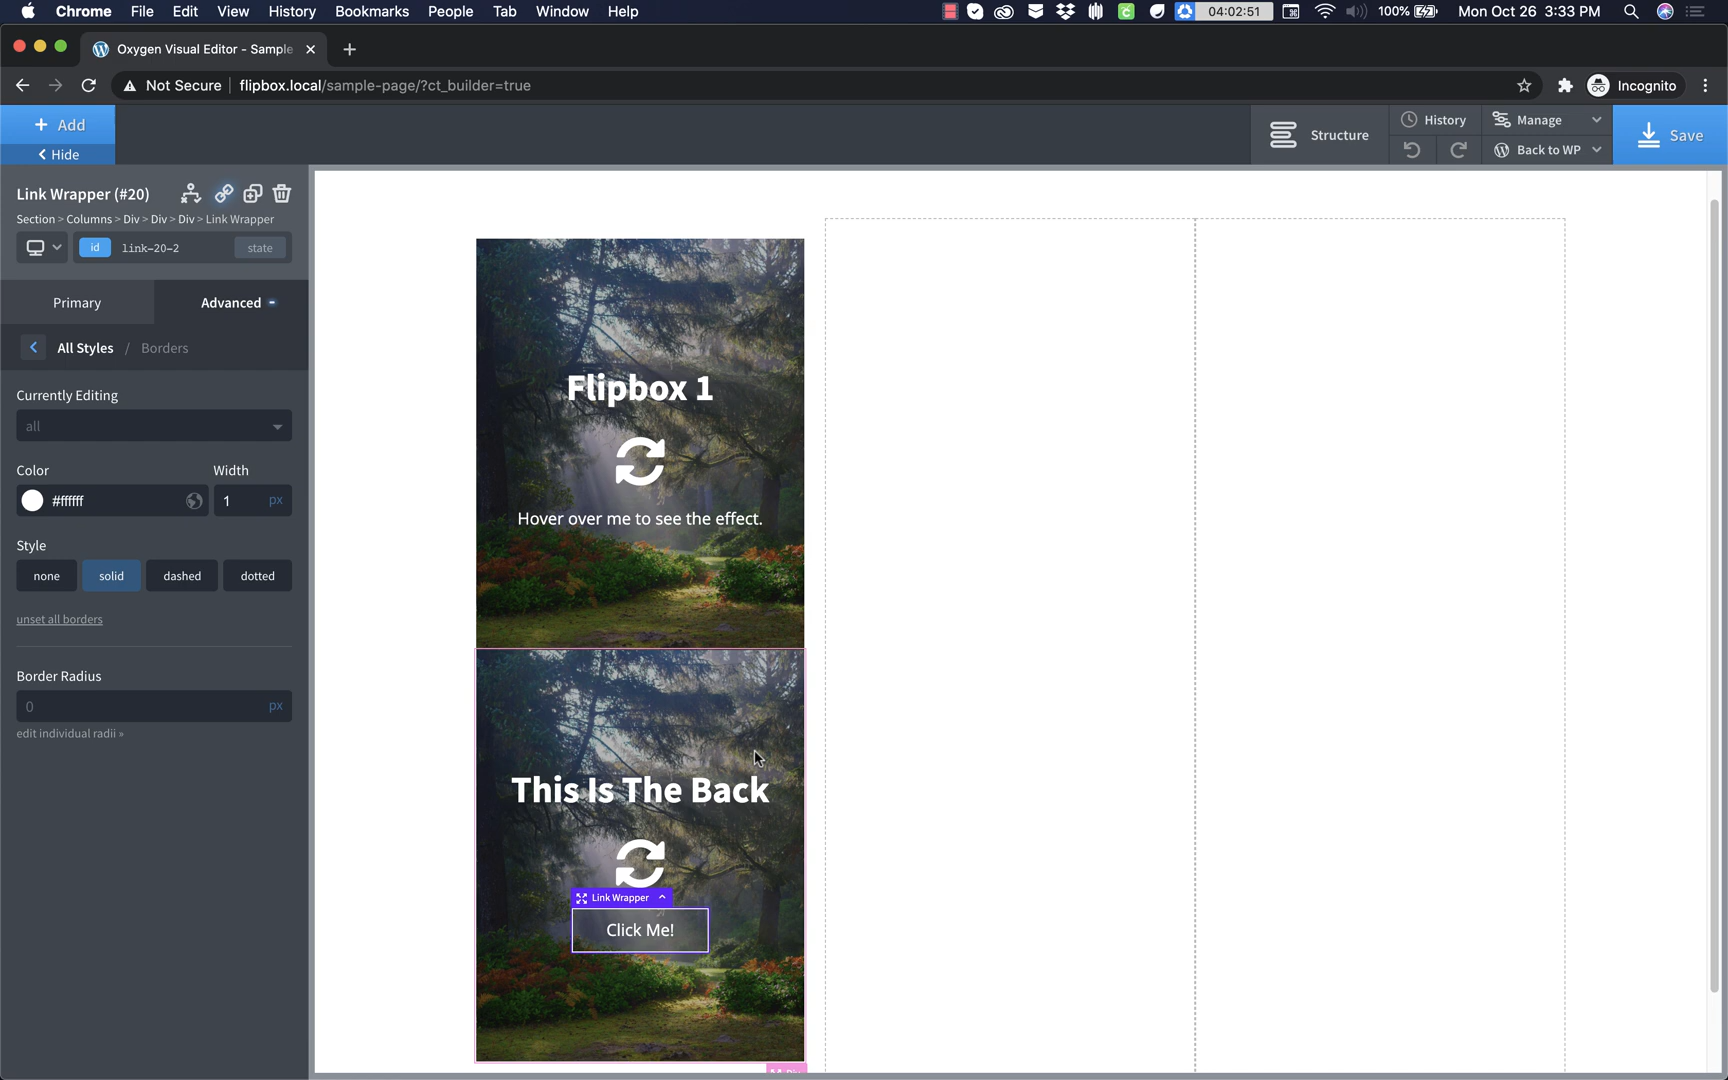 Chrome File Edit View History Bookmarks People Tab Window Help 04:02:51 100% Mon Oct 26 3:33 PM
Oxygen Visual Editor - Sample
Not Secure flipbox.local/sample-page/?ct_builder=true Incognito
+ Add
Hide
Structure
History
Manage
Back to WP
Save
Link Wrapper (#20)
Section > Columns > Div > Div > Div > Link Wrapper
id link-20-2 state
Primary Advanced
All Styles / Borders
Currently Editing
all
Color Width
#ffffff 1 px
Style
none solid dashed dotted
unset all borders
Border Radius
0 px
edit individual radii »
Flipbox 1
Hover over me to see the effect.
This Is The Back
Link Wrapper
Click Me!